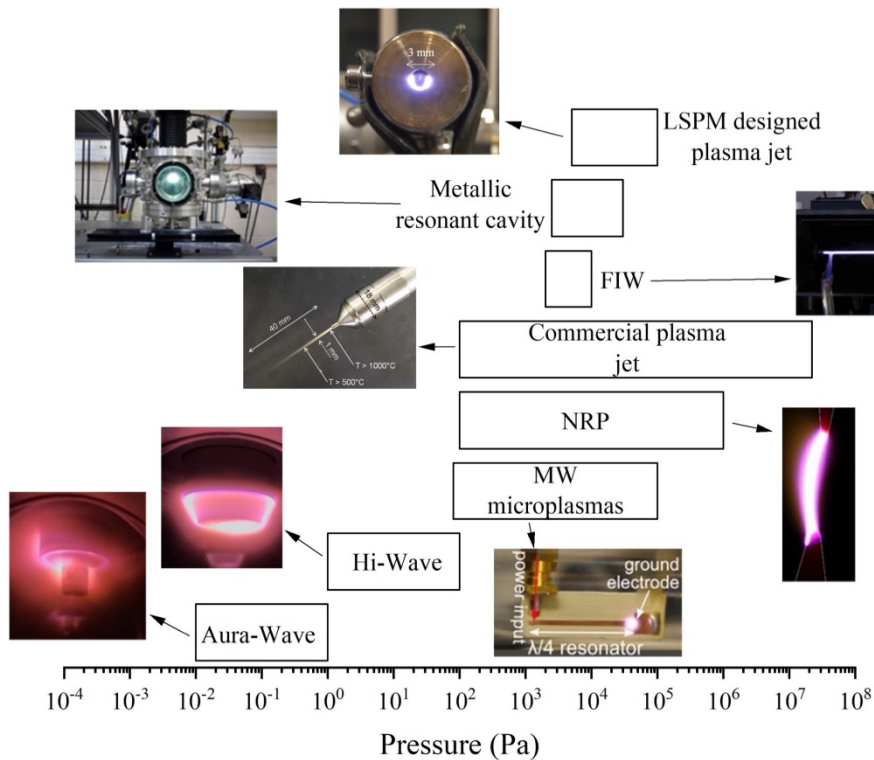 3 mm
LSPM designed
plasma jet
Metallic
resonant cavity
FIW
18 mm
40 mm
1 mm
T > 1000°C
T > 500°C
Commercial plasma
jet
NRP
MW
microplasmas
Hi-Wave
power input
ground
electrode
λ/4 resonator
Aura-Wave
10⁻⁴ 10⁻³ 10⁻² 10⁻¹ 10⁰ 10¹ 10² 10³ 10⁴ 10⁵ 10⁶ 10⁷ 10⁸
Pressure (Pa)